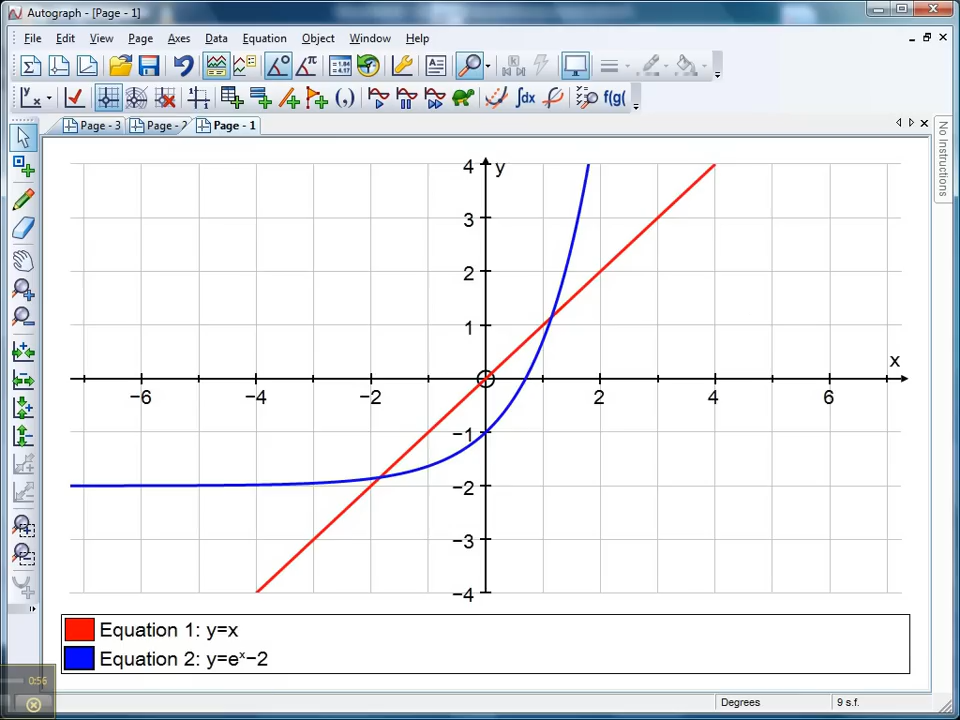 Autograph - [Page - 1]
File Edit View Page Axes Data Equation Object Window Help
Page - 3 Page - 2 Page - 1
No Instructions
4 y
3
2
1
x
−6 −4 −2 2 4 6
−1
−2
−3
−4
Equation 1: y=x
Equation 2: y=eˣ−2
0:56
Degrees 9 s.f.